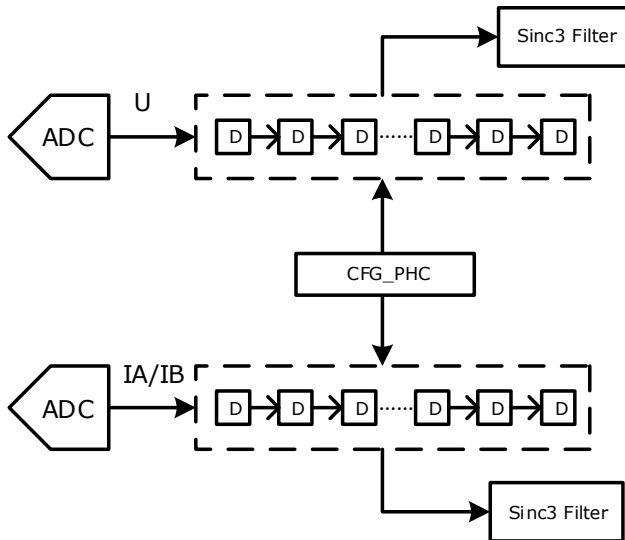 Sinc3 Filter
U
ADC
D D D ...... D D D
CFG_PHC
IA/IB
ADC
D D D ...... D D D
Sinc3 Filter